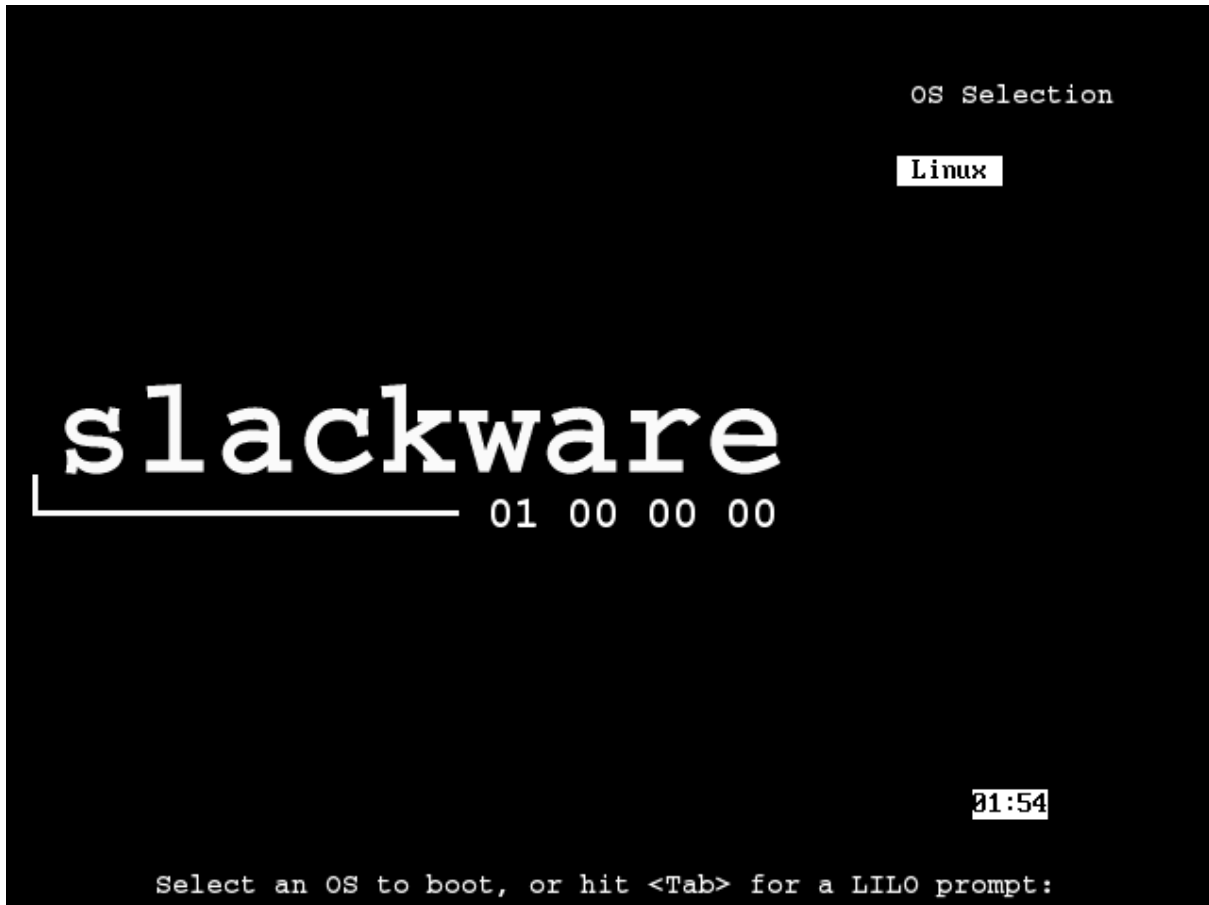 OS Selection
Linux
slackware
01 00 00 00
01:54
Select an OS to boot, or hit <Tab> for a LILO prompt: